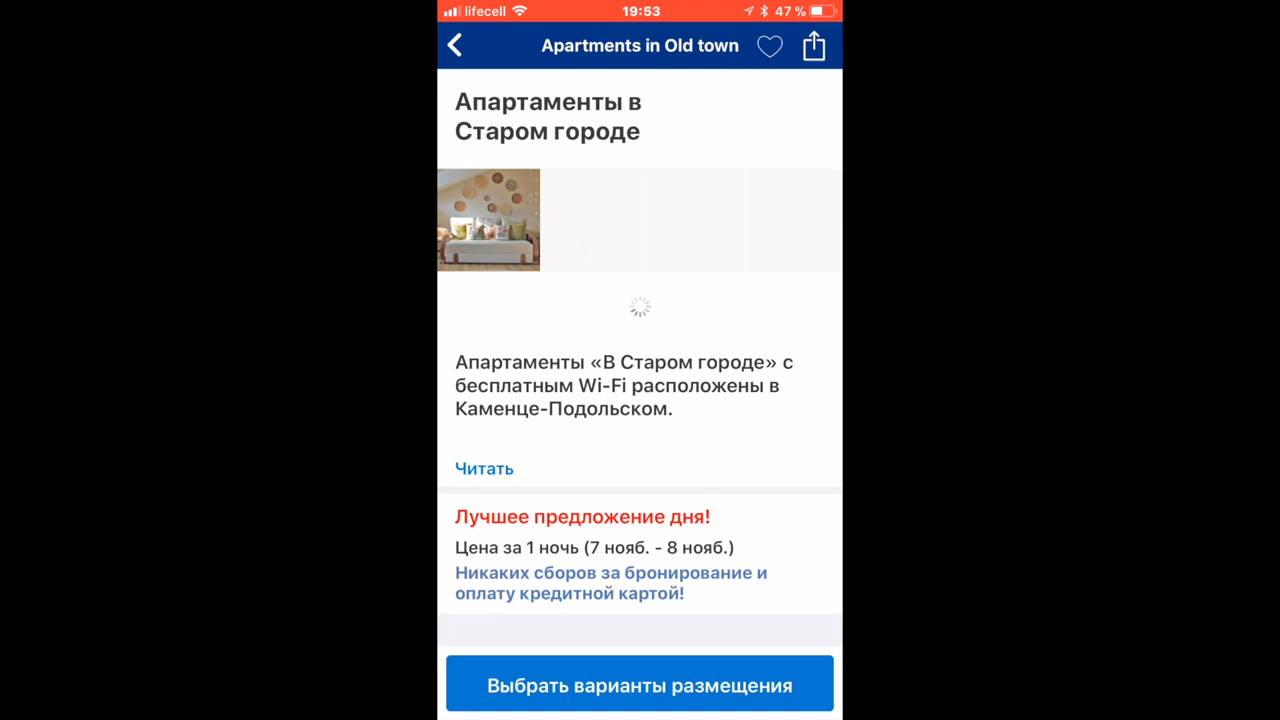 lifecell 19:53 47 %
Apartments in Old town
Апартаменты в
Старом городе
Апартаменты «В Старом городе» с
бесплатным Wi-Fi расположены в
Каменце-Подольском.
Читать
Лучшее предложение дня!
Цена за 1 ночь (7 нояб. - 8 нояб.)
Никаких сборов за бронирование и
оплату кредитной картой!
Выбрать варианты размещения